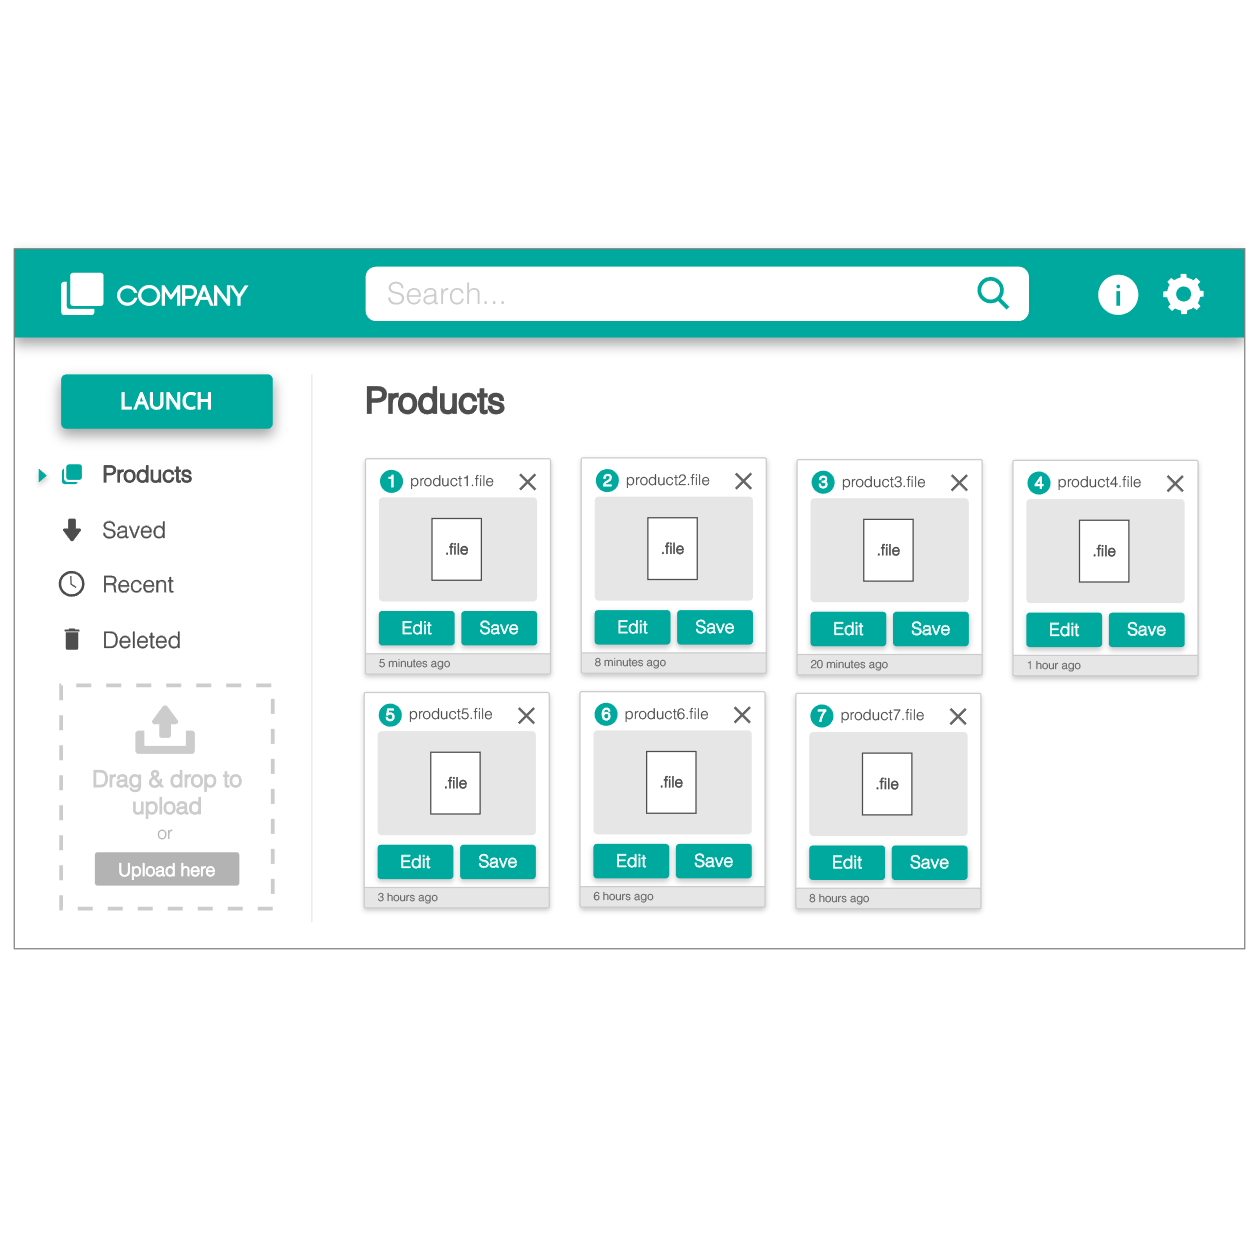 COMPANY
Search...
i
LAUNCH
Products
Saved
Recent
Deleted
Drag & drop to
upload
or
Upload here
Products
1 product1.file
.file
Edit Save
5 minutes ago
2 product2.file
.file
Edit Save
8 minutes ago
3 product3.file
.file
Edit Save
20 minutes ago
4 product4.file
.file
Edit Save
1 hour ago
5 product5.file
.file
Edit Save
3 hours ago
6 product6.file
.file
Edit Save
6 hours ago
7 product7.file
.file
Edit Save
8 hours ago